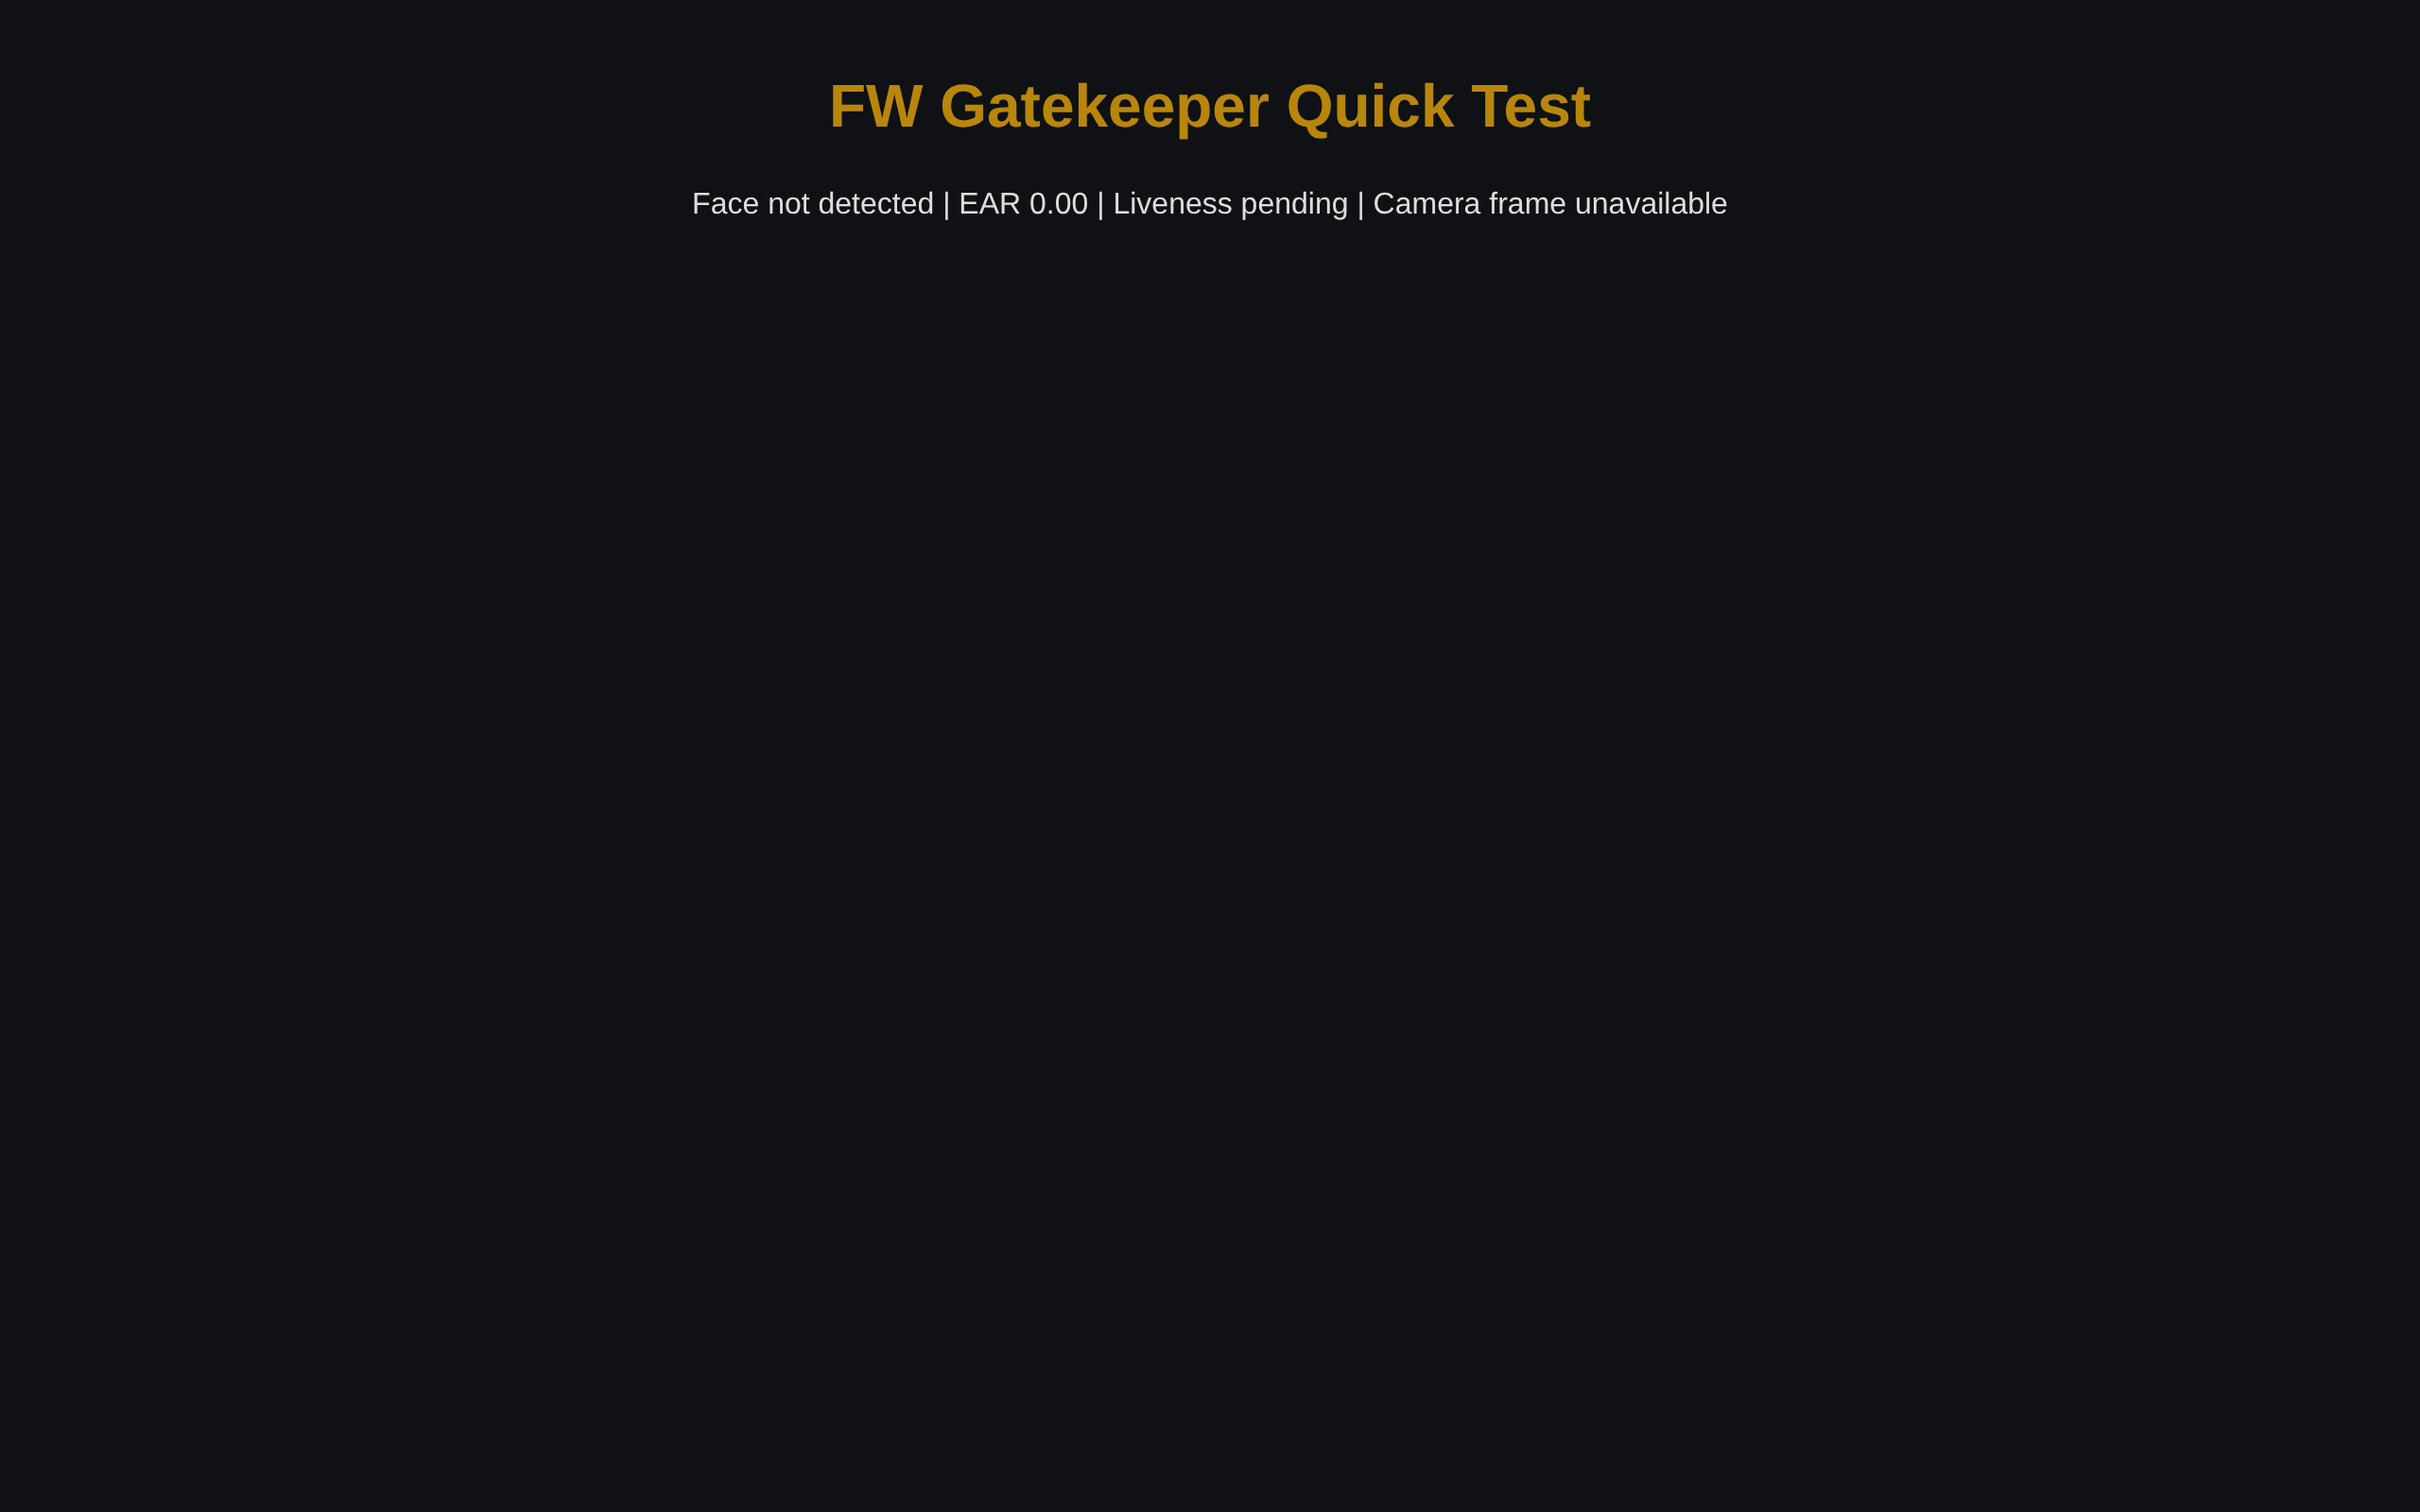 FW Gatekeeper Quick Test
Face not detected | EAR 0.00 | Liveness pending | Camera frame unavailable